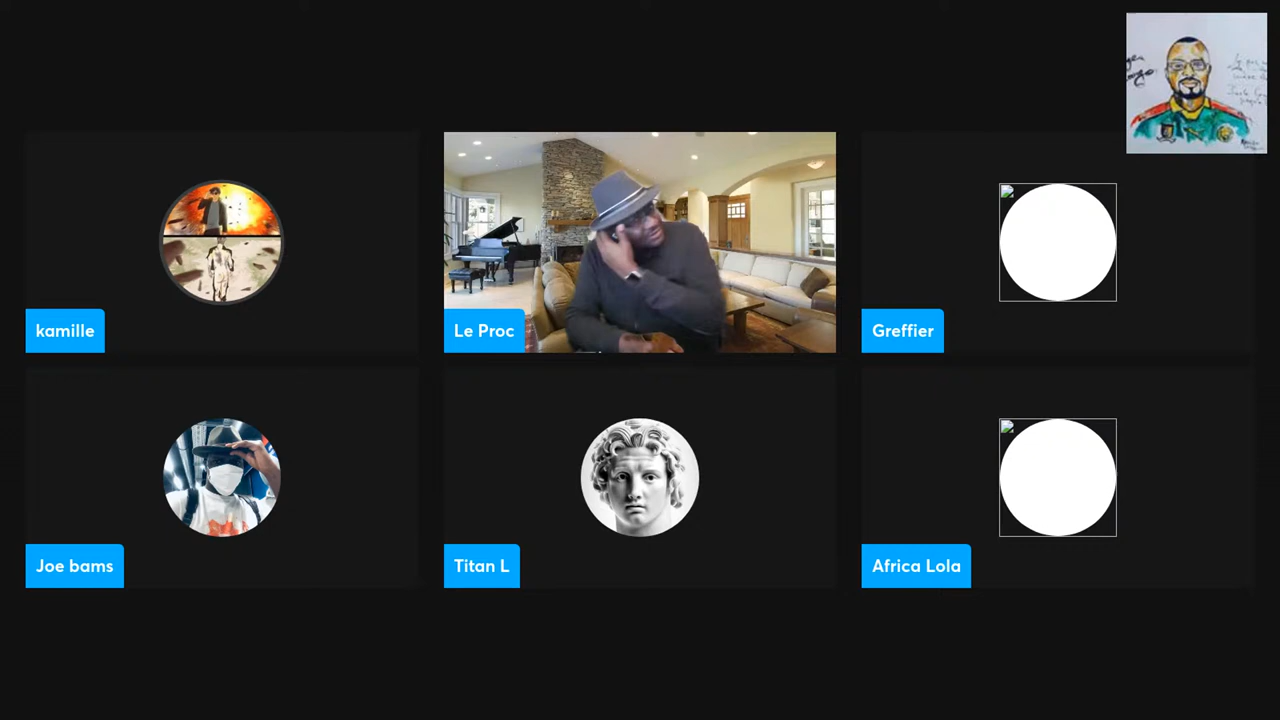 kamille
Le Proc
Greffier
Joe bams
Titan L
Africa Lola